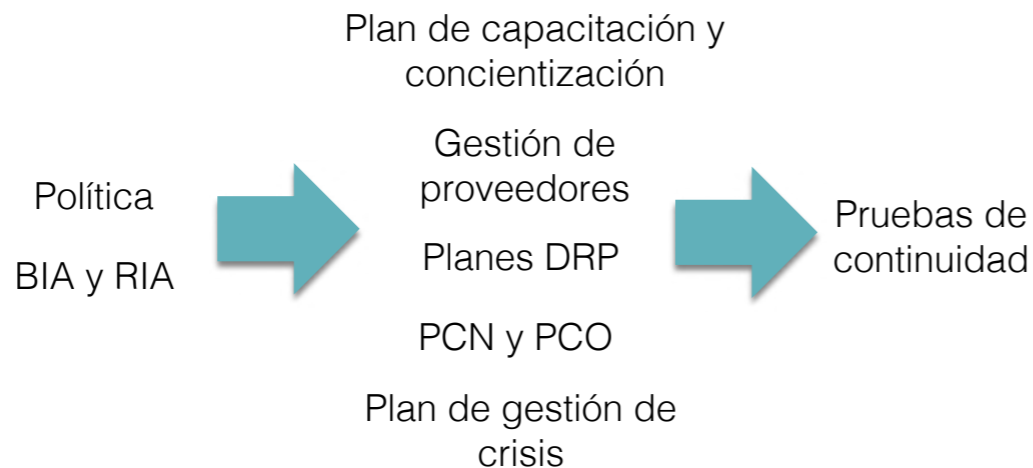 Política
BIA y RIA
Plan de capacitación y
concientización
Gestión de
proveedores
Planes DRP
PCN y PCO
Plan de gestión de
crisis
Pruebas de
continuidad